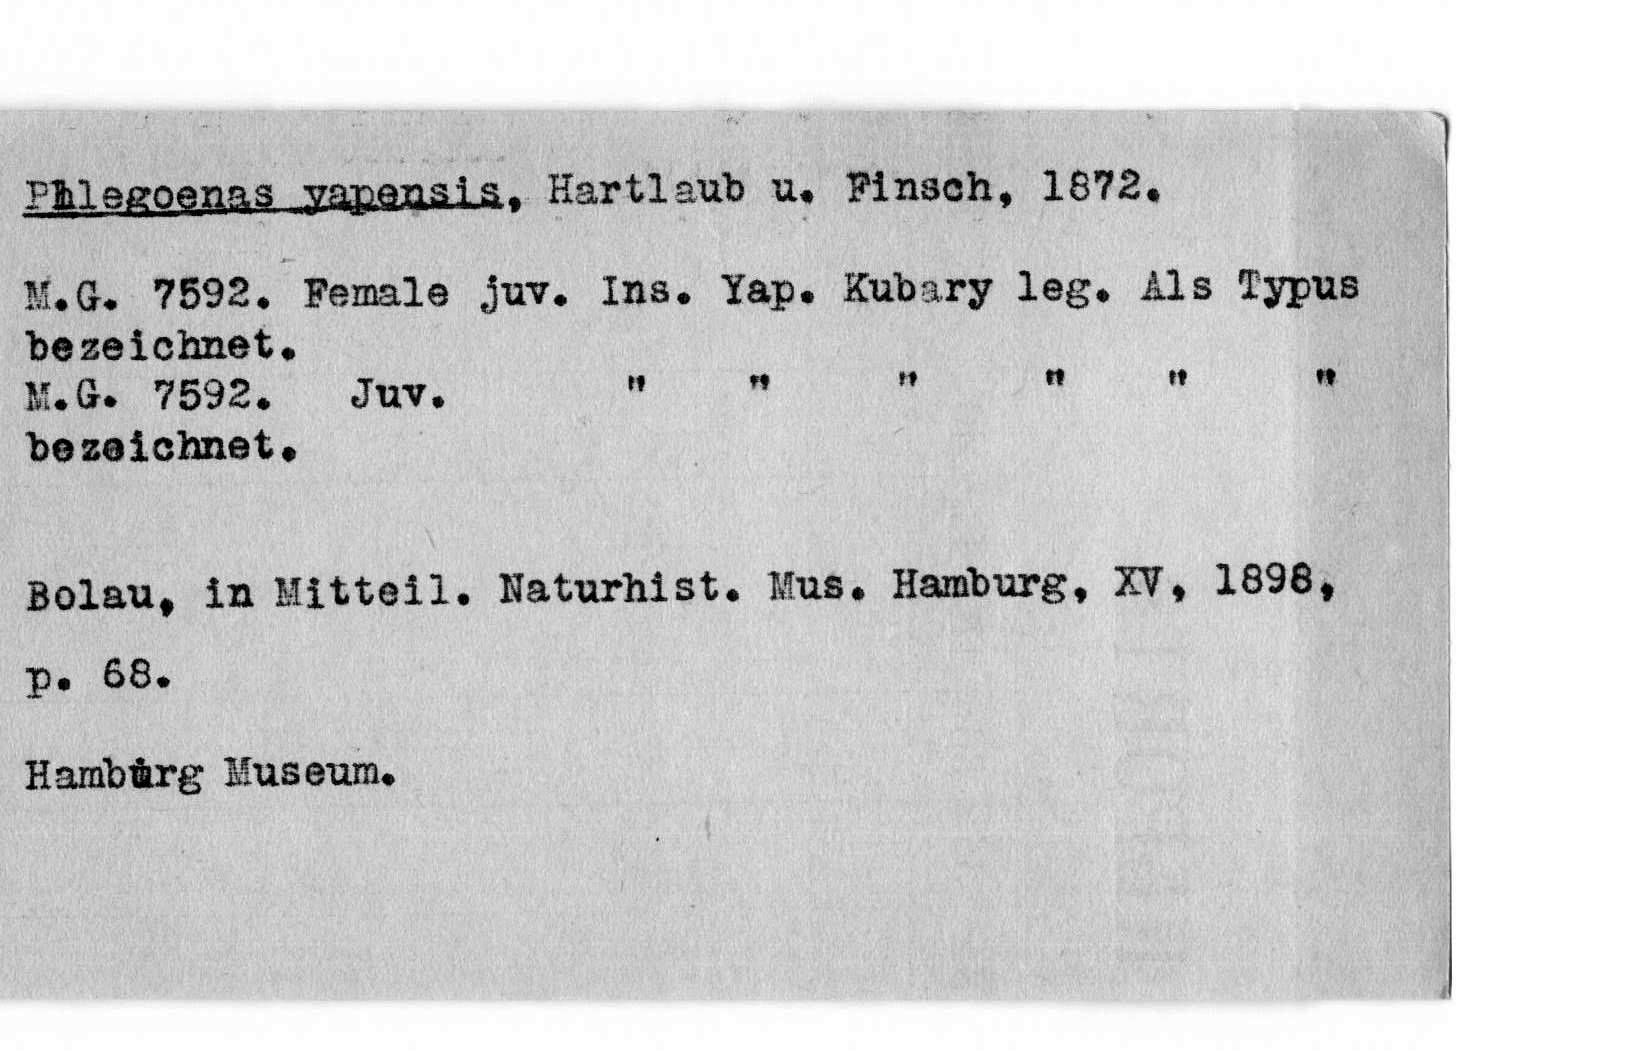 Phlegoenas yapensis, Hartlaub u. Finsch, 1872.
M.G. 7592. Female juv. Ins. Yap. Kubary leg. Als Typus
bezeichnet.
M.G. 7592. Juv. " " " " " "
bezeichnet.
Bolau, in Mitteil. Naturhist. Mus. Hamburg, XV, 1898,
p. 68.
Hamburg Museum.